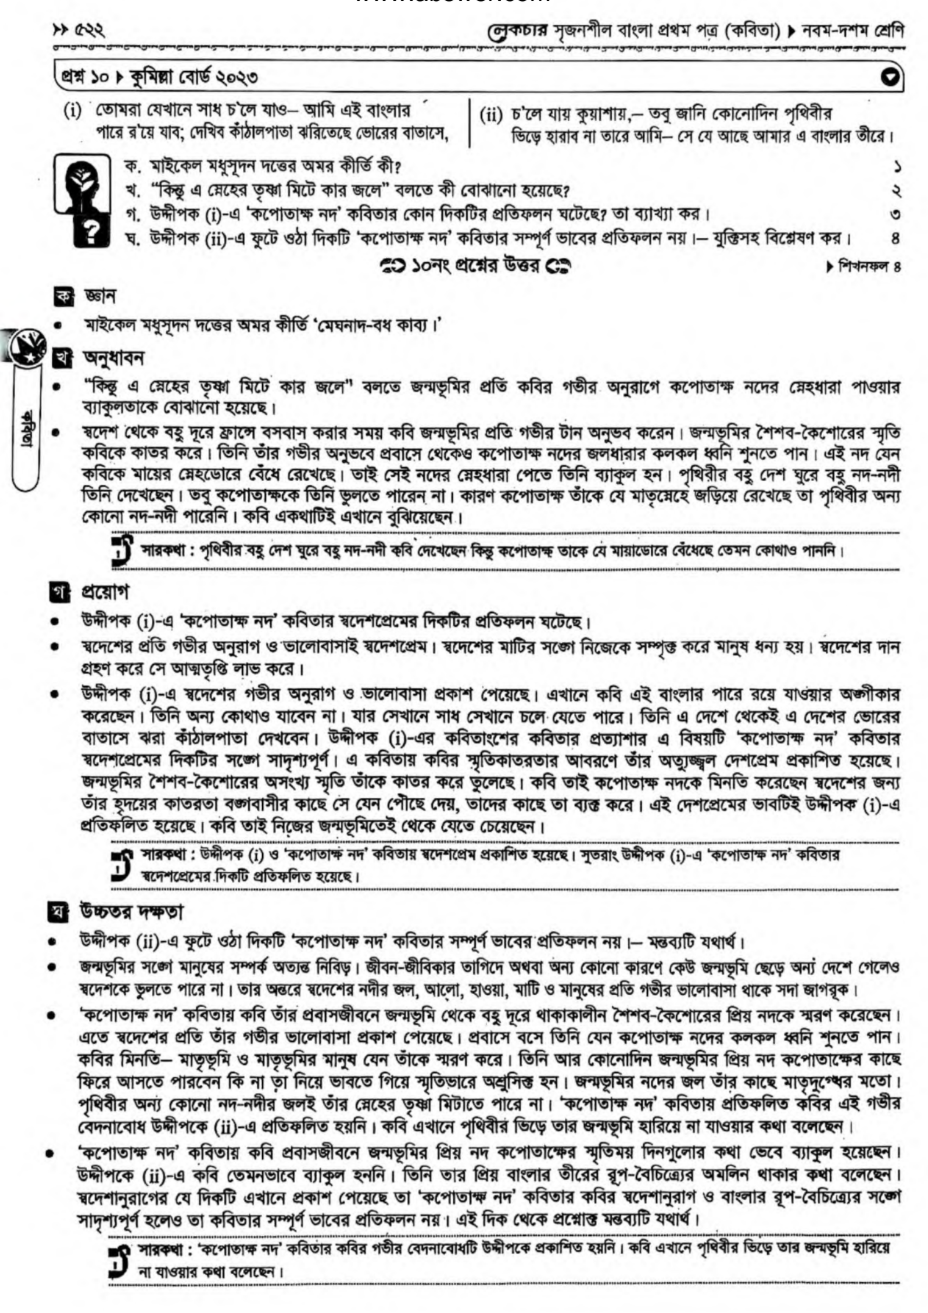 >> ৫২২
লেকচার সৃজনশীল বাংলা প্রথম পত্র (কবিতা) ▶ নবম-দশম শ্রেণি
প্রশ্ন ১০ ▶ কুমিল্লা বোর্ড ২০২৩
(i) তোমরা যেখানে সাধ চ'লে যাও— আমি এই বাংলার
পারে র'য়ে যাব; দেখিব কাঁঠালপাতা ঝরিতেছে ভোরের বাতাসে,
(ii) চ'লে যায় কুয়াশায়,— তবু জানি কোনোদিন পৃথিবীর
ভিড়ে হারাব না তারে আমি— সে যে আছে আমার এ বাংলার তীরে।
ক. মাইকেল মধুসূদন দত্তের অমর কীর্তি কী? ১
খ. “কিন্তু এ স্নেহের তৃষ্ণা মিটে কার জলে” বলতে কী বোঝানো হয়েছে? ২
গ. উদ্দীপক (i)-এ ‘কপোতাক্ষ নদ’ কবিতার কোন দিকটির প্রতিফলন ঘটেছে? তা ব্যাখ্যা কর। ৩
ঘ. উদ্দীপক (ii)-এ ফুটে ওঠা দিকটি ‘কপোতাক্ষ নদ’ কবিতার সম্পূর্ণ ভাবের প্রতিফলন নয়।— যুক্তিসহ বিশ্লেষণ কর। ৪
১০নং প্রশ্নের উত্তর
▶ শিখনফল ৪
ক জ্ঞান
• মাইকেল মধুসূদন দত্তের অমর কীর্তি ‘মেঘনাদ-বধ কাব্য।’
খ অনুধাবন
• “কিন্তু এ স্নেহের তৃষ্ণা মিটে কার জলে” বলতে জন্মভূমির প্রতি কবির গভীর অনুরাগে কপোতাক্ষ নদের স্নেহধারা পাওয়ার
ব্যাকুলতাকে বোঝানো হয়েছে।
• স্বদেশ থেকে বহু দূরে ফ্রান্সে বসবাস করার সময় কবি জন্মভূমির প্রতি গভীর টান অনুভব করেন। জন্মভূমির শৈশব-কৈশোরের স্মৃতি
কবিকে কাতর করে। তিনি তাঁর গভীর অনুভবে প্রবাসে থেকেও কপোতাক্ষ নদের জলধারার কলকল ধ্বনি শুনতে পান। এই নদ যেন
কবিকে মায়ের স্নেহডোরে বেঁধে রেখেছে। তাই সেই নদের স্নেহধারা পেতে তিনি ব্যাকুল হন। পৃথিবীর বহু দেশ ঘুরে বহু নদ-নদী
তিনি দেখেছেন। তবু কপোতাক্ষকে তিনি ভুলতে পারেন না। কারণ কপোতাক্ষ তাঁকে যে মাতৃস্নেহে জড়িয়ে রেখেছে তা পৃথিবীর অন্য
কোনো নদ-নদী পারেনি। কবি একথাটিই এখানে বুঝিয়েছেন।
সারকথা : পৃথিবীর বহু দেশ ঘুরে বহু নদ-নদী কবি দেখেছেন কিন্তু কপোতাক্ষ তাকে যে মায়াডোরে বেঁধেছে তেমন কোথাও পাননি।
কবিতা
গ প্রয়োগ
• উদ্দীপক (i)-এ ‘কপোতাক্ষ নদ’ কবিতার স্বদেশপ্রেমের দিকটির প্রতিফলন ঘটেছে।
• স্বদেশের প্রতি গভীর অনুরাগ ও ভালোবাসাই স্বদেশপ্রেম। স্বদেশের মাটির সঙ্গে নিজেকে সম্পৃক্ত করে মানুষ ধন্য হয়। স্বদেশের দান
গ্রহণ করে সে আত্মতৃপ্তি লাভ করে।
• উদ্দীপক (i)-এ স্বদেশের গভীর অনুরাগ ও ভালোবাসা প্রকাশ পেয়েছে। এখানে কবি এই বাংলার পারে রয়ে যাওয়ার অঙ্গীকার
করেছেন। তিনি অন্য কোথাও যাবেন না। যার সেখানে সাধ সেখানে চলে যেতে পারে। তিনি এ দেশে থেকেই এ দেশের ভোরের
বাতাসে ঝরা কাঁঠালপাতা দেখবেন। উদ্দীপক (i)-এর কবিতাংশের কবিতার প্রত্যাশার এ বিষয়টি ‘কপোতাক্ষ নদ’ কবিতার
স্বদেশপ্রেমের দিকটির সঙ্গে সাদৃশ্যপূর্ণ। এ কবিতায় কবির স্মৃতিকাতরতার আবরণে তাঁর অত্যুজ্জ্বল দেশপ্রেম প্রকাশিত হয়েছে।
জন্মভূমির শৈশব-কৈশোরের অসংখ্য স্মৃতি তাঁকে কাতর করে তুলেছে। কবি তাই কপোতাক্ষ নদকে মিনতি করেছেন স্বদেশের জন্য
তাঁর হৃদয়ের কাতরতা বঙ্গবাসীর কাছে সে যেন পৌঁছে দেয়, তাদের কাছে তা ব্যক্ত করে। এই দেশপ্রেমের ভাবটিই উদ্দীপক (i)-এ
প্রতিফলিত হয়েছে। কবি তাই নিজের জন্মভূমিতেই থেকে যেতে চেয়েছেন।
সারকথা : উদ্দীপক (i) ও ‘কপোতাক্ষ নদ’ কবিতায় স্বদেশপ্রেম প্রকাশিত হয়েছে। সুতরাং উদ্দীপক (i)-এ ‘কপোতাক্ষ নদ’ কবিতার
স্বদেশপ্রেমের দিকটি প্রতিফলিত হয়েছে।
ঘ উচ্চতর দক্ষতা
• উদ্দীপক (ii)-এ ফুটে ওঠা দিকটি ‘কপোতাক্ষ নদ’ কবিতার সম্পূর্ণ ভাবের প্রতিফলন নয়।— মন্তব্যটি যথার্থ।
• জন্মভূমির সঙ্গে মানুষের সম্পর্ক অত্যন্ত নিবিড়। জীবন-জীবিকার তাগিদে অথবা অন্য কোনো কারণে কেউ জন্মভূমি ছেড়ে অন্য দেশে গেলেও
স্বদেশকে ভুলতে পারে না। তার অন্তরে স্বদেশের নদীর জল, আলো, হাওয়া, মাটি ও মানুষের প্রতি গভীর ভালোবাসা থাকে সদা জাগরূক।
• ‘কপোতাক্ষ নদ’ কবিতায় কবি তাঁর প্রবাসজীবনে জন্মভূমি থেকে বহু দূরে থাকাকালীন শৈশব-কৈশোরের প্রিয় নদকে স্মরণ করেছেন।
এতে স্বদেশের প্রতি তাঁর গভীর ভালোবাসা প্রকাশ পেয়েছে। প্রবাসে বসে তিনি যেন কপোতাক্ষ নদের কলকল ধ্বনি শুনতে পান।
কবির মিনতি— মাতৃভূমি ও মাতৃভূমির মানুষ যেন তাঁকে স্মরণ করে। তিনি আর কোনোদিন জন্মভূমির প্রিয় নদ কপোতাক্ষের কাছে
ফিরে আসতে পারবেন কি না তা নিয়ে ভাবতে গিয়ে স্মৃতিভারে অশ্রুসিক্ত হন। জন্মভূমির নদের জল তাঁর কাছে মাতৃদুগ্ধের মতো।
পৃথিবীর অন্য কোনো নদ-নদীর জলই তাঁর স্নেহের তৃষ্ণা মিটাতে পারে না। ‘কপোতাক্ষ নদ’ কবিতায় প্রতিফলিত কবির এই গভীর
বেদনাবোধ উদ্দীপকে (ii)-এ প্রতিফলিত হয়নি। কবি এখানে পৃথিবীর ভিড়ে তার জন্মভূমি হারিয়ে না যাওয়ার কথা বলেছেন।
• ‘কপোতাক্ষ নদ’ কবিতায় কবি প্রবাসজীবনে জন্মভূমির প্রিয় নদ কপোতাক্ষের স্মৃতিময় দিনগুলোর কথা ভেবে ব্যাকুল হয়েছেন।
উদ্দীপকে (ii)-এ কবি তেমনভাবে ব্যাকুল হননি। তিনি তার প্রিয় বাংলার তীরের রূপ-বৈচিত্র্যের অমলিন থাকার কথা বলেছেন।
স্বদেশানুরাগের যে দিকটি এখানে প্রকাশ পেয়েছে তা ‘কপোতাক্ষ নদ’ কবিতার কবির স্বদেশানুরাগ ও বাংলার রূপ-বৈচিত্র্যের সঙ্গে
সাদৃশ্যপূর্ণ হলেও তা কবিতার সম্পূর্ণ ভাবের প্রতিফলন নয়। এই দিক থেকে প্রশ্নোক্ত মন্তব্যটি যথার্থ।
সারকথা : ‘কপোতাক্ষ নদ’ কবিতার কবির গভীর বেদনাবোধটি উদ্দীপকে প্রকাশিত হয়নি। কবি এখানে পৃথিবীর ভিড়ে তার জন্মভূমি হারিয়ে
না যাওয়ার কথা বলেছেন।